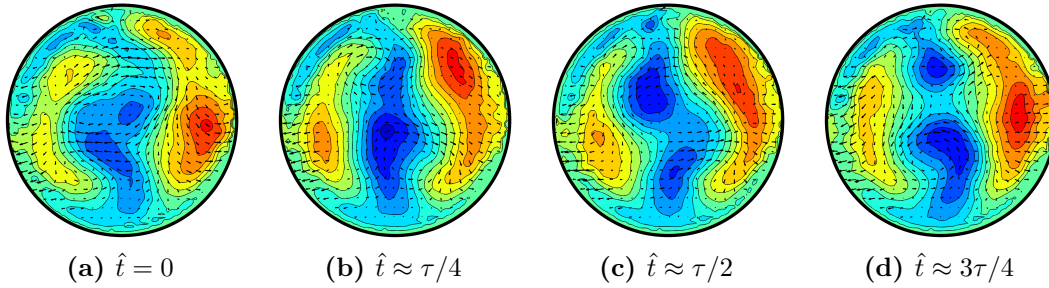 (a) t̂ = 0
(b) t̂ ≈ τ/4
(c) t̂ ≈ τ/2
(d) t̂ ≈ 3τ/4